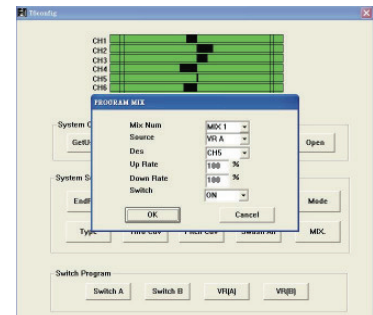 T6config
CH1
CH2
CH3
CH4
CH5
CH6
PROGRAM MIX
Mix Num MIX 1
Source VR A
Des CH5
Up Rate 100 %
Down Rate 100 %
Switch ON
OK Cancel
System
GetU
Open
System S
EndP
Mode
Type
MIX
Switch Program
Switch A Switch B VR(A) VR(B)